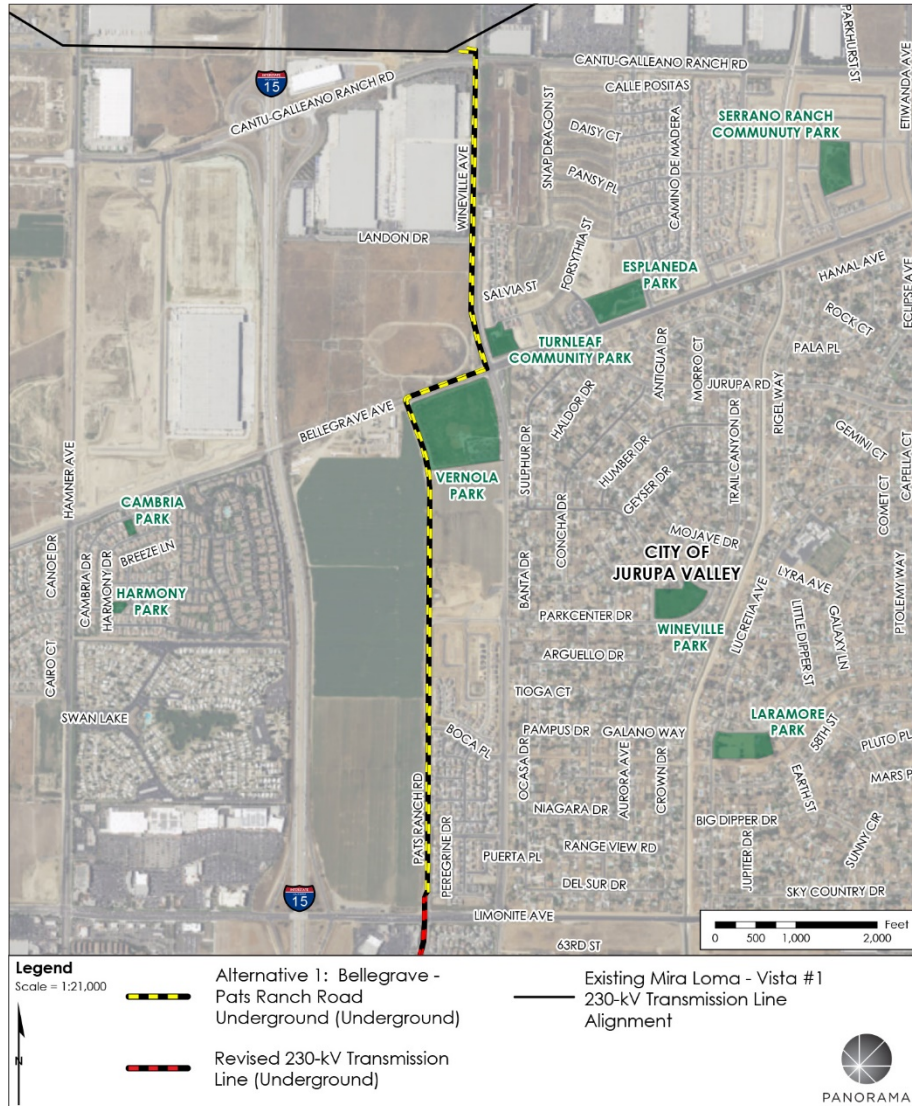 CANTU-GALLEANO RANCH RD
PARKHURST ST
ETIWANDA AVE
INTERSTATE
15
CANTU-GALLEANO RANCH RD
CALLE POSITAS
SERRANO RANCH
COMMUNUTY PARK
SNAPDRAGON ST
DAISY CT
CAMINO DE MADERA
WINEVILLE AVE
PANSY PL
LANDON DR
FORSYTHIA ST
SALVIA ST
ESPLANEDA
PARK
HAMAL AVE
ECLIPSE AVE
ROCK CT
TURNLEAF
COMMUNITY PARK
ANTIGUA DR
MORRO CT
PALA PL
JURUPA RD
RIGEL WAY
BELLEGRAVE AVE
HALDOR DR
TRAIL CANYON DR
GEMINI CT
CAPELLA CT
HUMBER DR
SULPHUR DR
GEYSER DR
VERNOLA
PARK
HAMNER AVE
CAMBRIA
PARK
COMET CT
CONCHA DR
MOJAVE DR
CITY OF
JURUPA VALLEY
CANOE DR
BREEZE LN
CAMBRIA DR
HARMONY DR
HARMONY
PARK
BANTA DR
LYRA AVE
PTOLEMY WAY
PARKCENTER DR
WINEVILLE
PARK
LUCRETIA AVE
LITTLE DIPPER ST
GALAXY LN
CAIRO CT
ARGUELLO DR
TIOGA CT
SWAN LAKE
BOCA PL
PAMPUS DR
GALANO WAY
LARAMORE
PARK
58TH ST
PLUTO PL
OCASA DR
AURORA AVE
CROWN DR
EARTH ST
MARS P
PATS RANCH RD
PEREGRINE DR
NIAGARA DR
BIG DIPPER DR
SUNNY CIR
PUERTA PL
RANGE VIEW RD
JUPITER DR
DEL SUR DR
SKY COUNTRY DR
INTERSTATE
15
LIMONITE AVE
63RD ST
Feet
0 500 1,000 2,000
Legend
Scale = 1:21,000
N
Alternative 1: Bellegrave -
Pats Ranch Road
Underground (Underground)
Revised 230-kV Transmission
Line (Underground)
Existing Mira Loma - Vista #1
230-kV Transmission Line
Alignment
PANORAMA